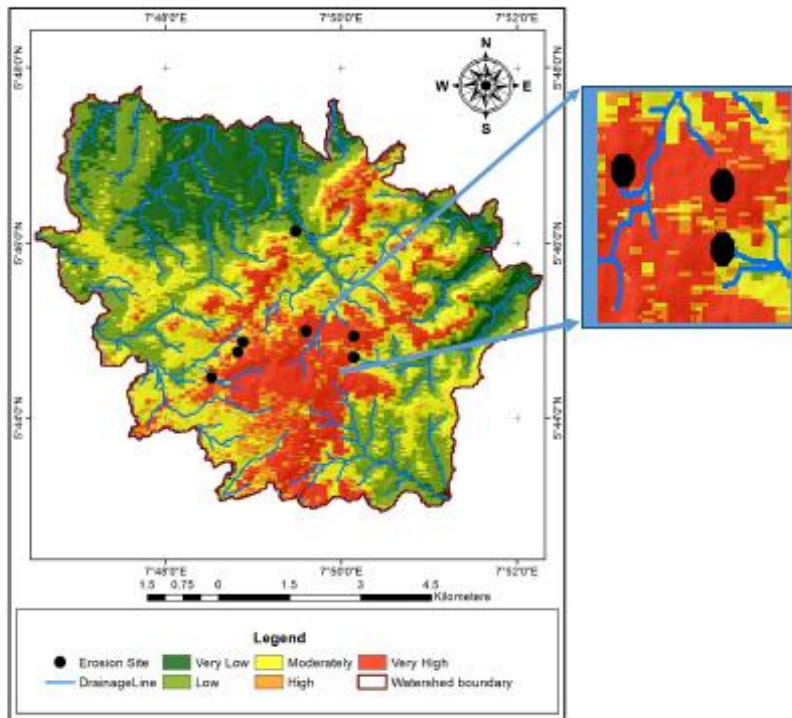 7°48'0"E 7°50'0"E 7°52'0"E
N
W E
S
5°48'0"N 5°48'0"N
5°46'0"N 5°46'0"N
5°44'0"N 5°44'0"N
7°48'0"E 7°50'0"E 7°52'0"E
1.5 0.75 0 1.5 3 4.5
Kilometers
Legend
Erosion Site Very Low Moderately Very High
DrainageLine Low High Watershed boundary